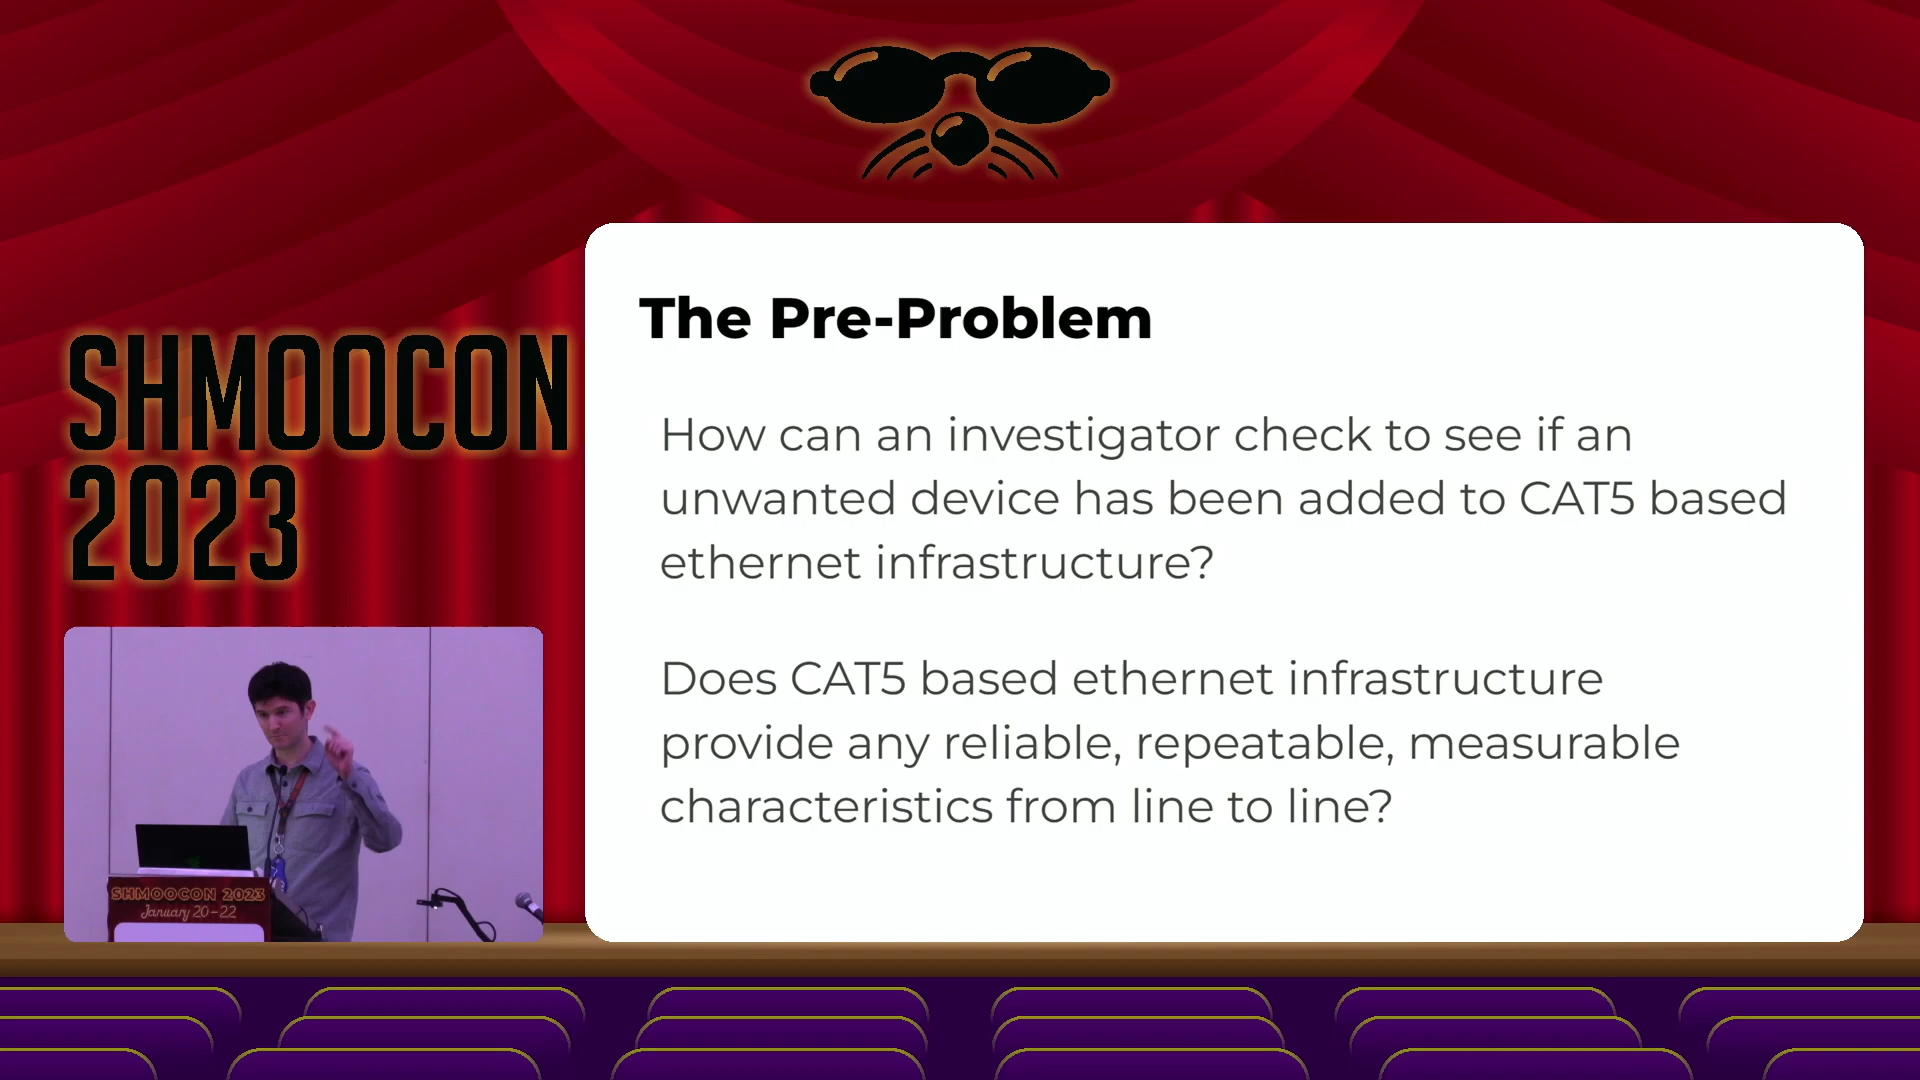 SHMOOCON
2023
The Pre-Problem
How can an investigator check to see if an
unwanted device has been added to CAT5 based
ethernet infrastructure?
Does CAT5 based ethernet infrastructure
provide any reliable, repeatable, measurable
characteristics from line to line?
SHMOOCON 2023
January 20-22